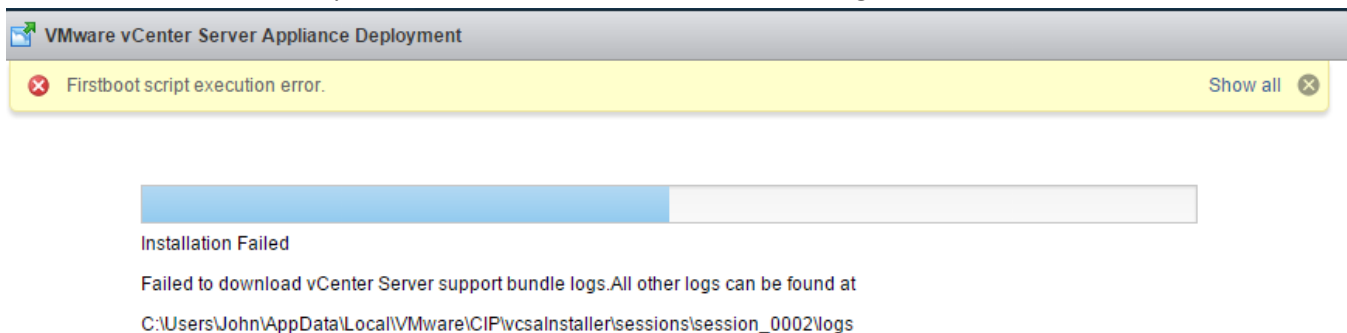 VMware vCenter Server Appliance Deployment
Firstboot script execution error. Show all
Installation Failed
Failed to download vCenter Server support bundle logs.All other logs can be found at
C:\Users\John\AppData\Local\VMware\CIP\vcsaInstaller\sessions\session_0002\logs